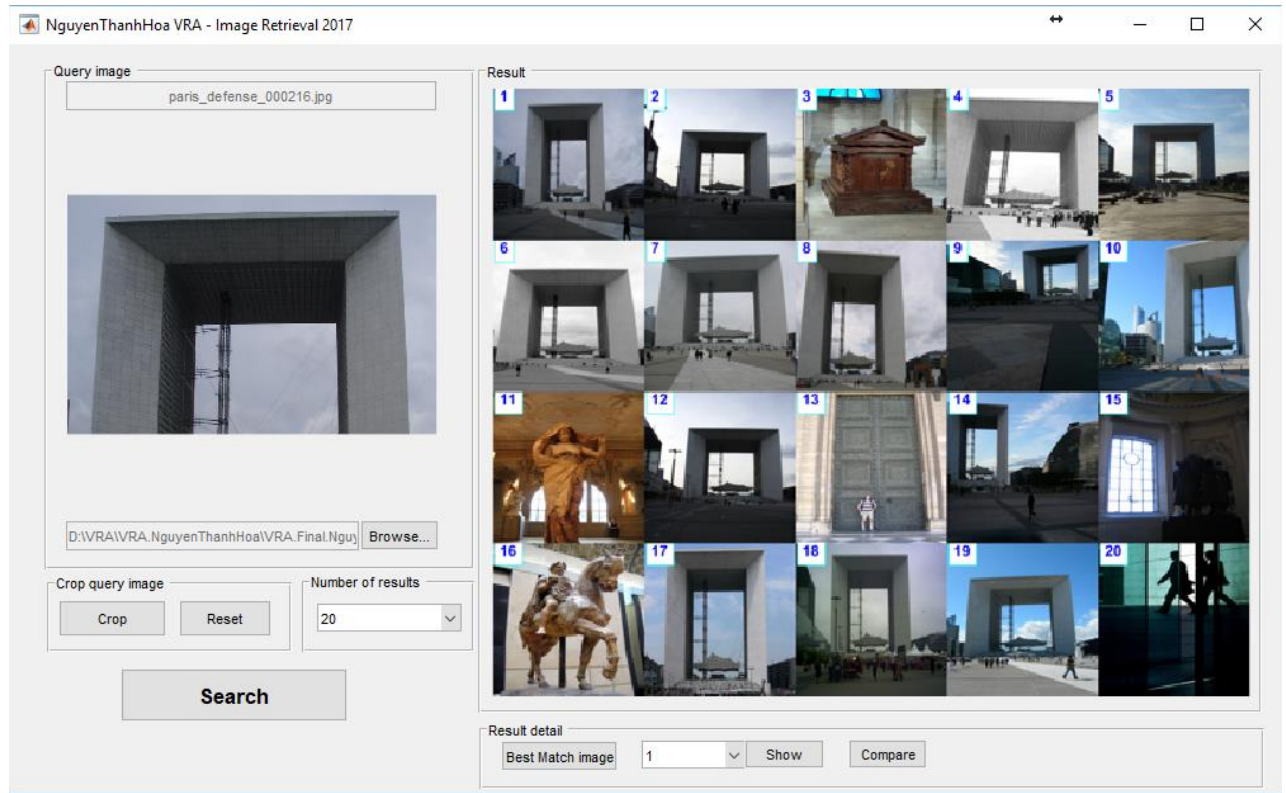 NguyenThanhHoa VRA - Image Retrieval 2017
Query image
paris_defense_000216.jpg
D:\VRA\VRA.NguyenThanhHoa\VRA.Final.Nguy
Browse...
Crop query image
Crop
Reset
Number of results
20
Search
Result
1 2 3 4 5
6 7 8 9 10
11 12 13 14 15
16 17 18 19 20
Result detail
Best Match image
1
Show
Compare